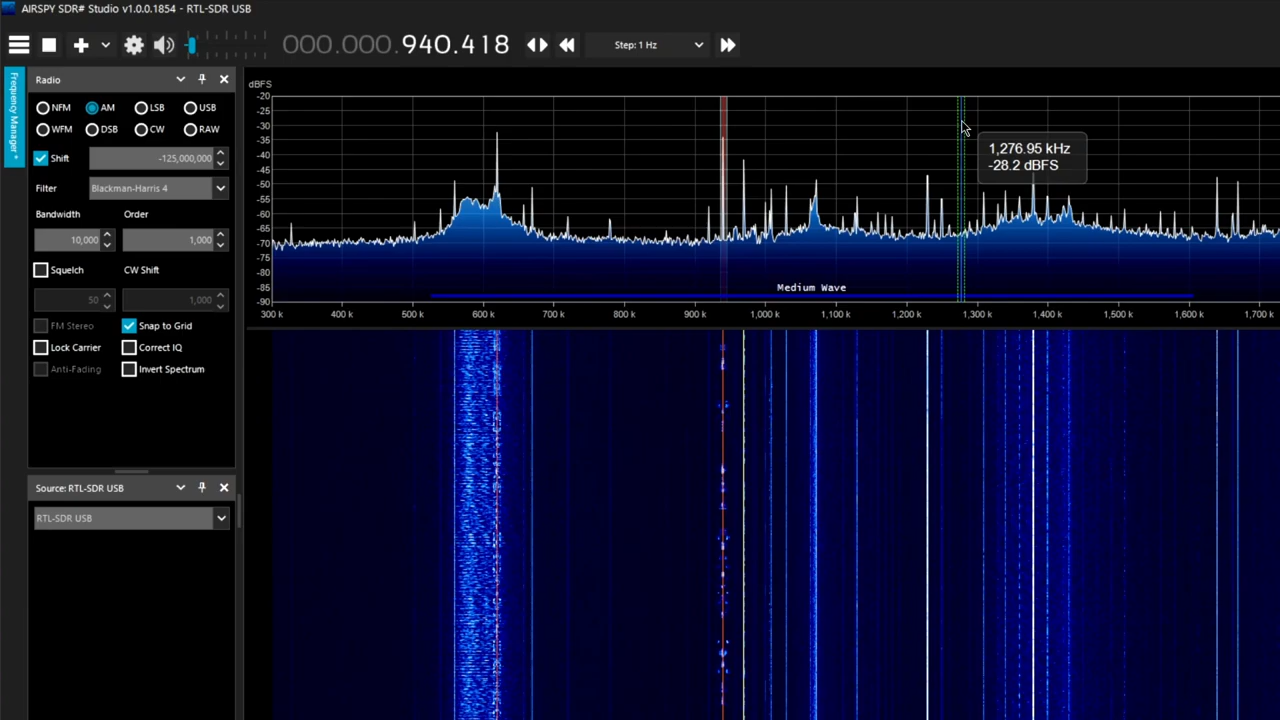 AIRSPY SDR# Studio v1.0.0.1854 - RTL-SDR USB
000.000.940.418
Step: 1 Hz
Frequency Manager *
Radio
NFM AM LSB USB
WFM DSB CW RAW
Shift -125,000,000
Filter Blackman-Harris 4
Bandwidth Order
10,000 1,000
Squelch CW Shift
50 1,000
FM Stereo Snap to Grid
Lock Carrier Correct IQ
Anti-Fading Invert Spectrum
Source: RTL-SDR USB
RTL-SDR USB
dBFS
-20
-25
-30
-35
-40
-45
-50
-55
-60
-65
-70
-75
-80
-85
-90
1,276.95 kHz
-28.2 dBFS
Medium Wave
300 k 400 k 500 k 600 k 700 k 800 k 900 k 1,000 k 1,100 k 1,200 k 1,300 k 1,400 k 1,500 k 1,600 k 1,700 k